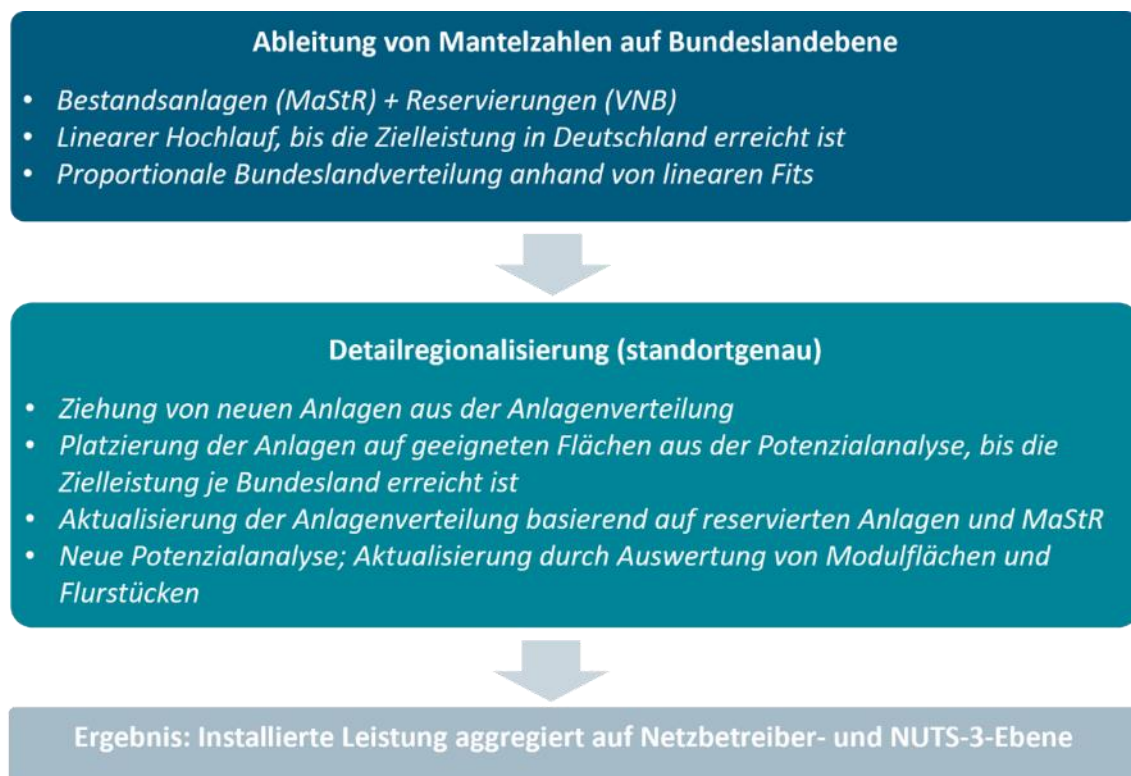 Ableitung von Mantelzahlen auf Bundeslandebene
• Bestandsanlagen (MaStR) + Reservierungen (VNB)
• Linearer Hochlauf, bis die Zielleistung in Deutschland erreicht ist
• Proportionale Bundeslandverteilung anhand von linearen Fits
Detailregionalisierung (standortgenau)
• Ziehung von neuen Anlagen aus der Anlagenverteilung
• Platzierung der Anlagen auf geeigneten Flächen aus der Potenzialanalyse, bis die
Zielleistung je Bundesland erreicht ist
• Aktualisierung der Anlagenverteilung basierend auf reservierten Anlagen und MaStR
• Neue Potenzialanalyse; Aktualisierung durch Auswertung von Modulflächen und
Flurstücken
Ergebnis: Installierte Leistung aggregiert auf Netzbetreiber- und NUTS-3-Ebene